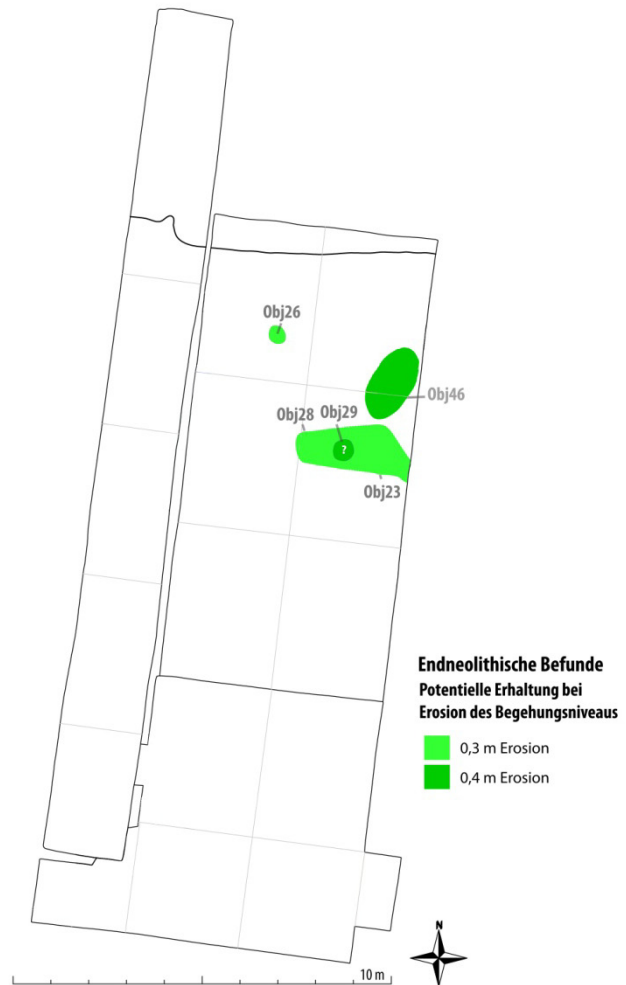 Obj26
Obj46
Obj28 Obj29
?
Obj23
Endneolithische Befunde
Potentielle Erhaltung bei
Erosion des Begehungsniveaus
0,3 m Erosion
0,4 m Erosion
N
10 m